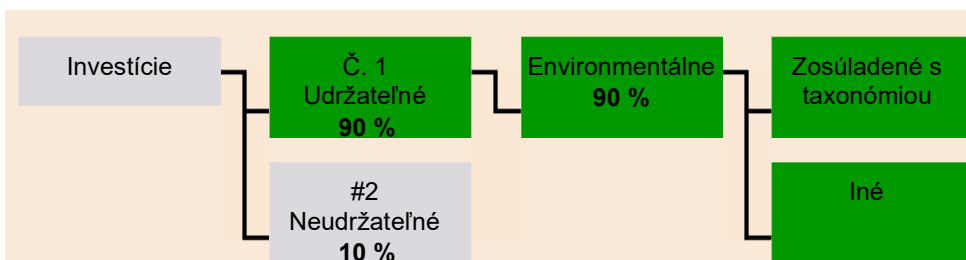 Investície
Č. 1
Udržateľné
90 %
#2
Neudržateľné
10 %
Environmentálne
90 %
Zosúladené s
taxonómiou
Iné